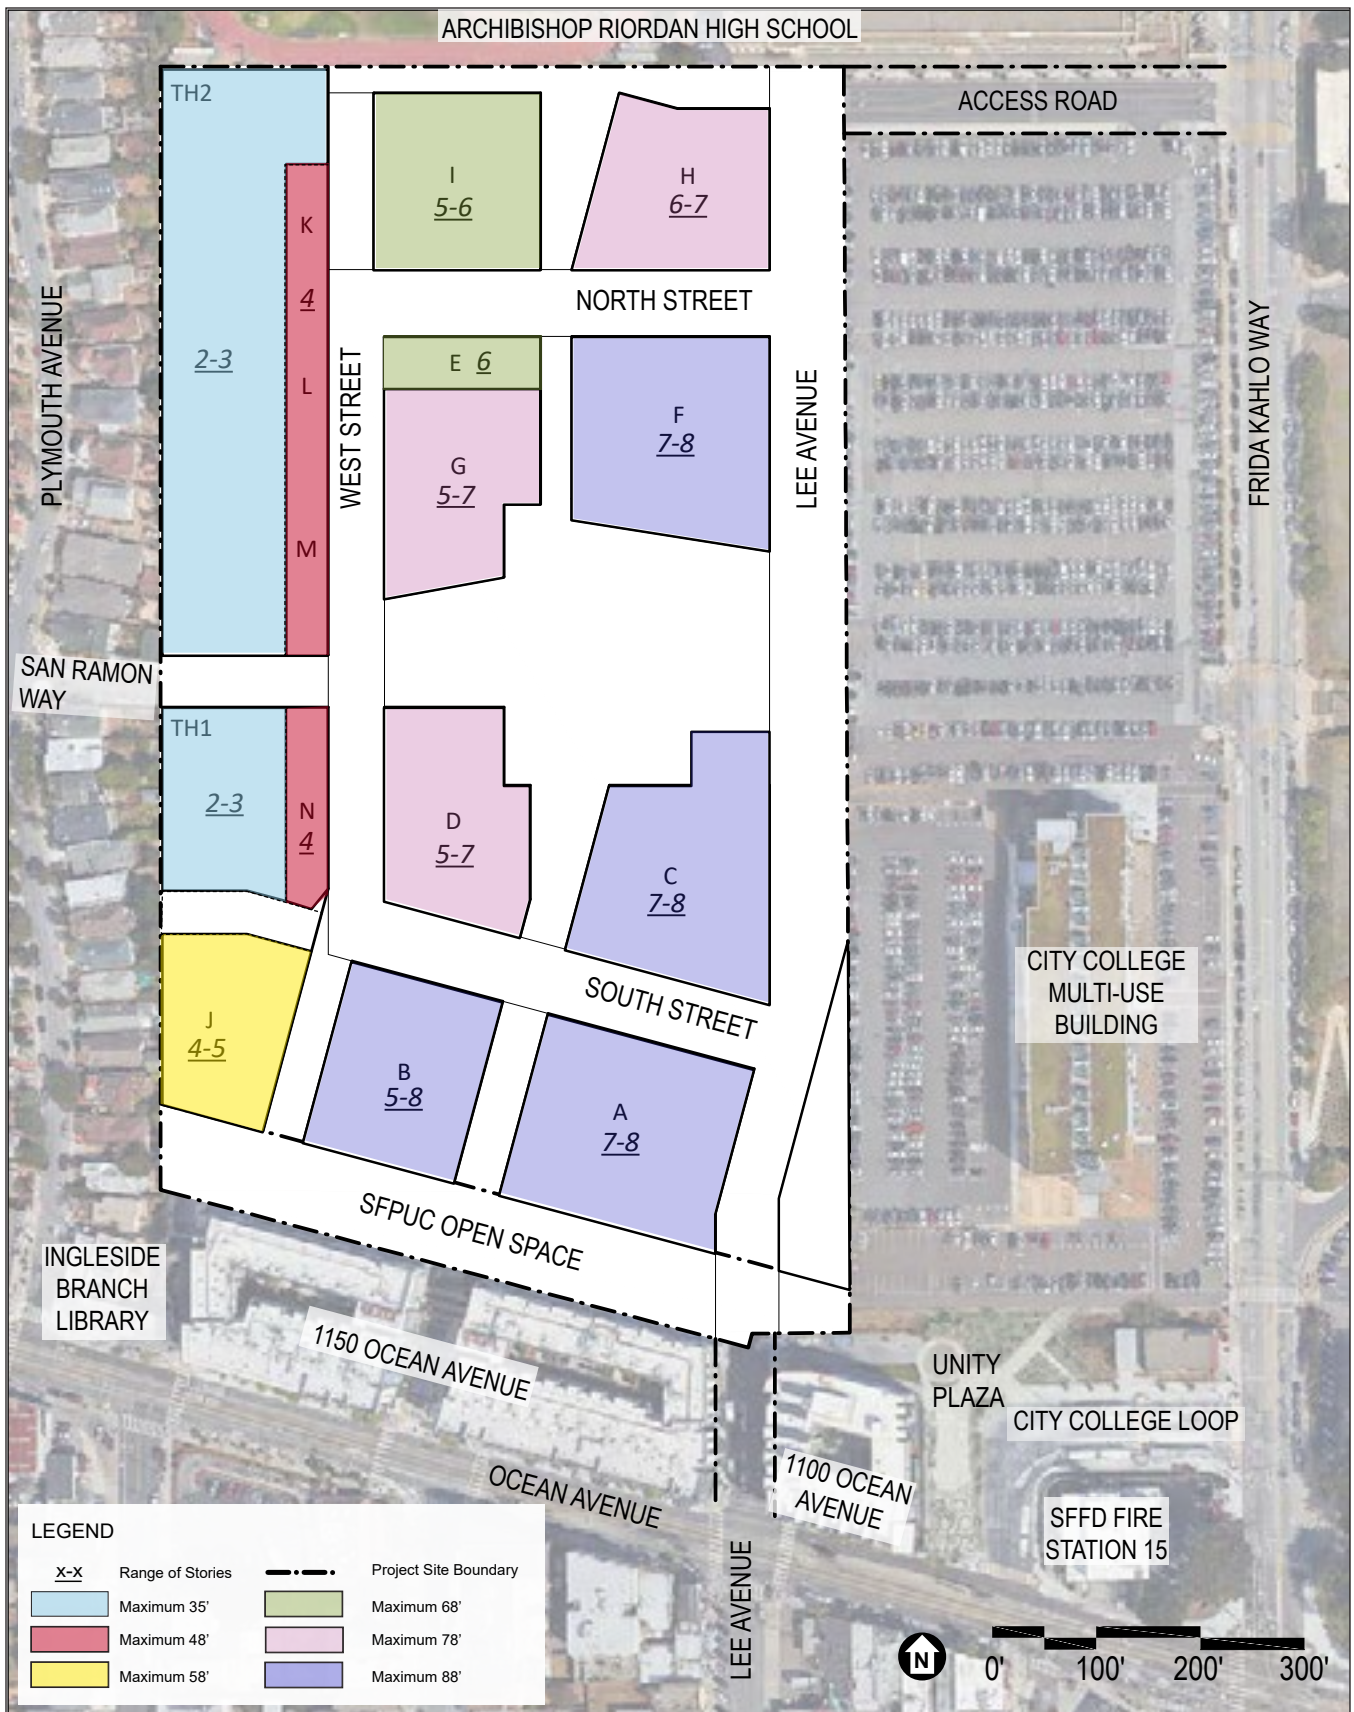 ARCHIBISHOP RIORDAN HIGH SCHOOL
ACCESS ROAD
TH2
I
5-6
H
6-7
K
4
L
M
2-3
NORTH STREET
PLYMOUTH AVENUE
WEST STREET
LEE AVENUE
FRIDA KAHLO WAY
E 6
F
7-8
G
5-7
SAN RAMON
WAY
TH1
2-3
N
4
D
5-7
C
7-8
CITY COLLEGE
MULTI-USE
BUILDING
SOUTH STREET
J
4-5
B
5-8
A
7-8
SFPUC OPEN SPACE
INGLESIDE
BRANCH
LIBRARY
1150 OCEAN AVENUE
UNITY
PLAZA
CITY COLLEGE LOOP
OCEAN AVENUE
1100 OCEAN
AVENUE
SFFD FIRE
STATION 15
LEE AVENUE
LEGEND
x-x Range of Stories
Project Site Boundary
Maximum 35'
Maximum 68'
Maximum 48'
Maximum 78'
Maximum 58'
Maximum 88'
N
0' 100' 200' 300'